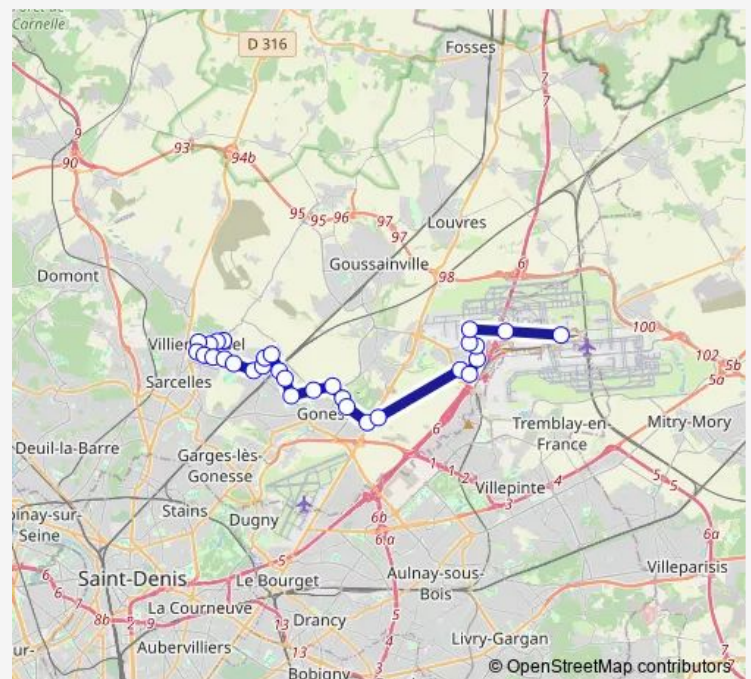 Carnelle
D 316
Fosses
7
7
9
90
93
94b
95
95
96
97
97
Louvres
6
Goussainville
98
Domont
100
102
5b
5a
Sarcelles
Mitry-Mory
6
Tremblay-en-
France
Deuil-la-Barre
Garges-lès-
Gonesse
1
1
2
Villepinte
3
4
5
5
Stains
Dugny
6b
6.a
6a
Seine
5
Villeparisis
Saint-Denis
Le Bourget
Aulnay-sous-
Bois
6
6
7
8b
2
9
La Courneuve
13
Drancy
5
3
4
Livry-Gargan
Aubervilliers
13
Bobigny
7
© OpenStreetMap contributors